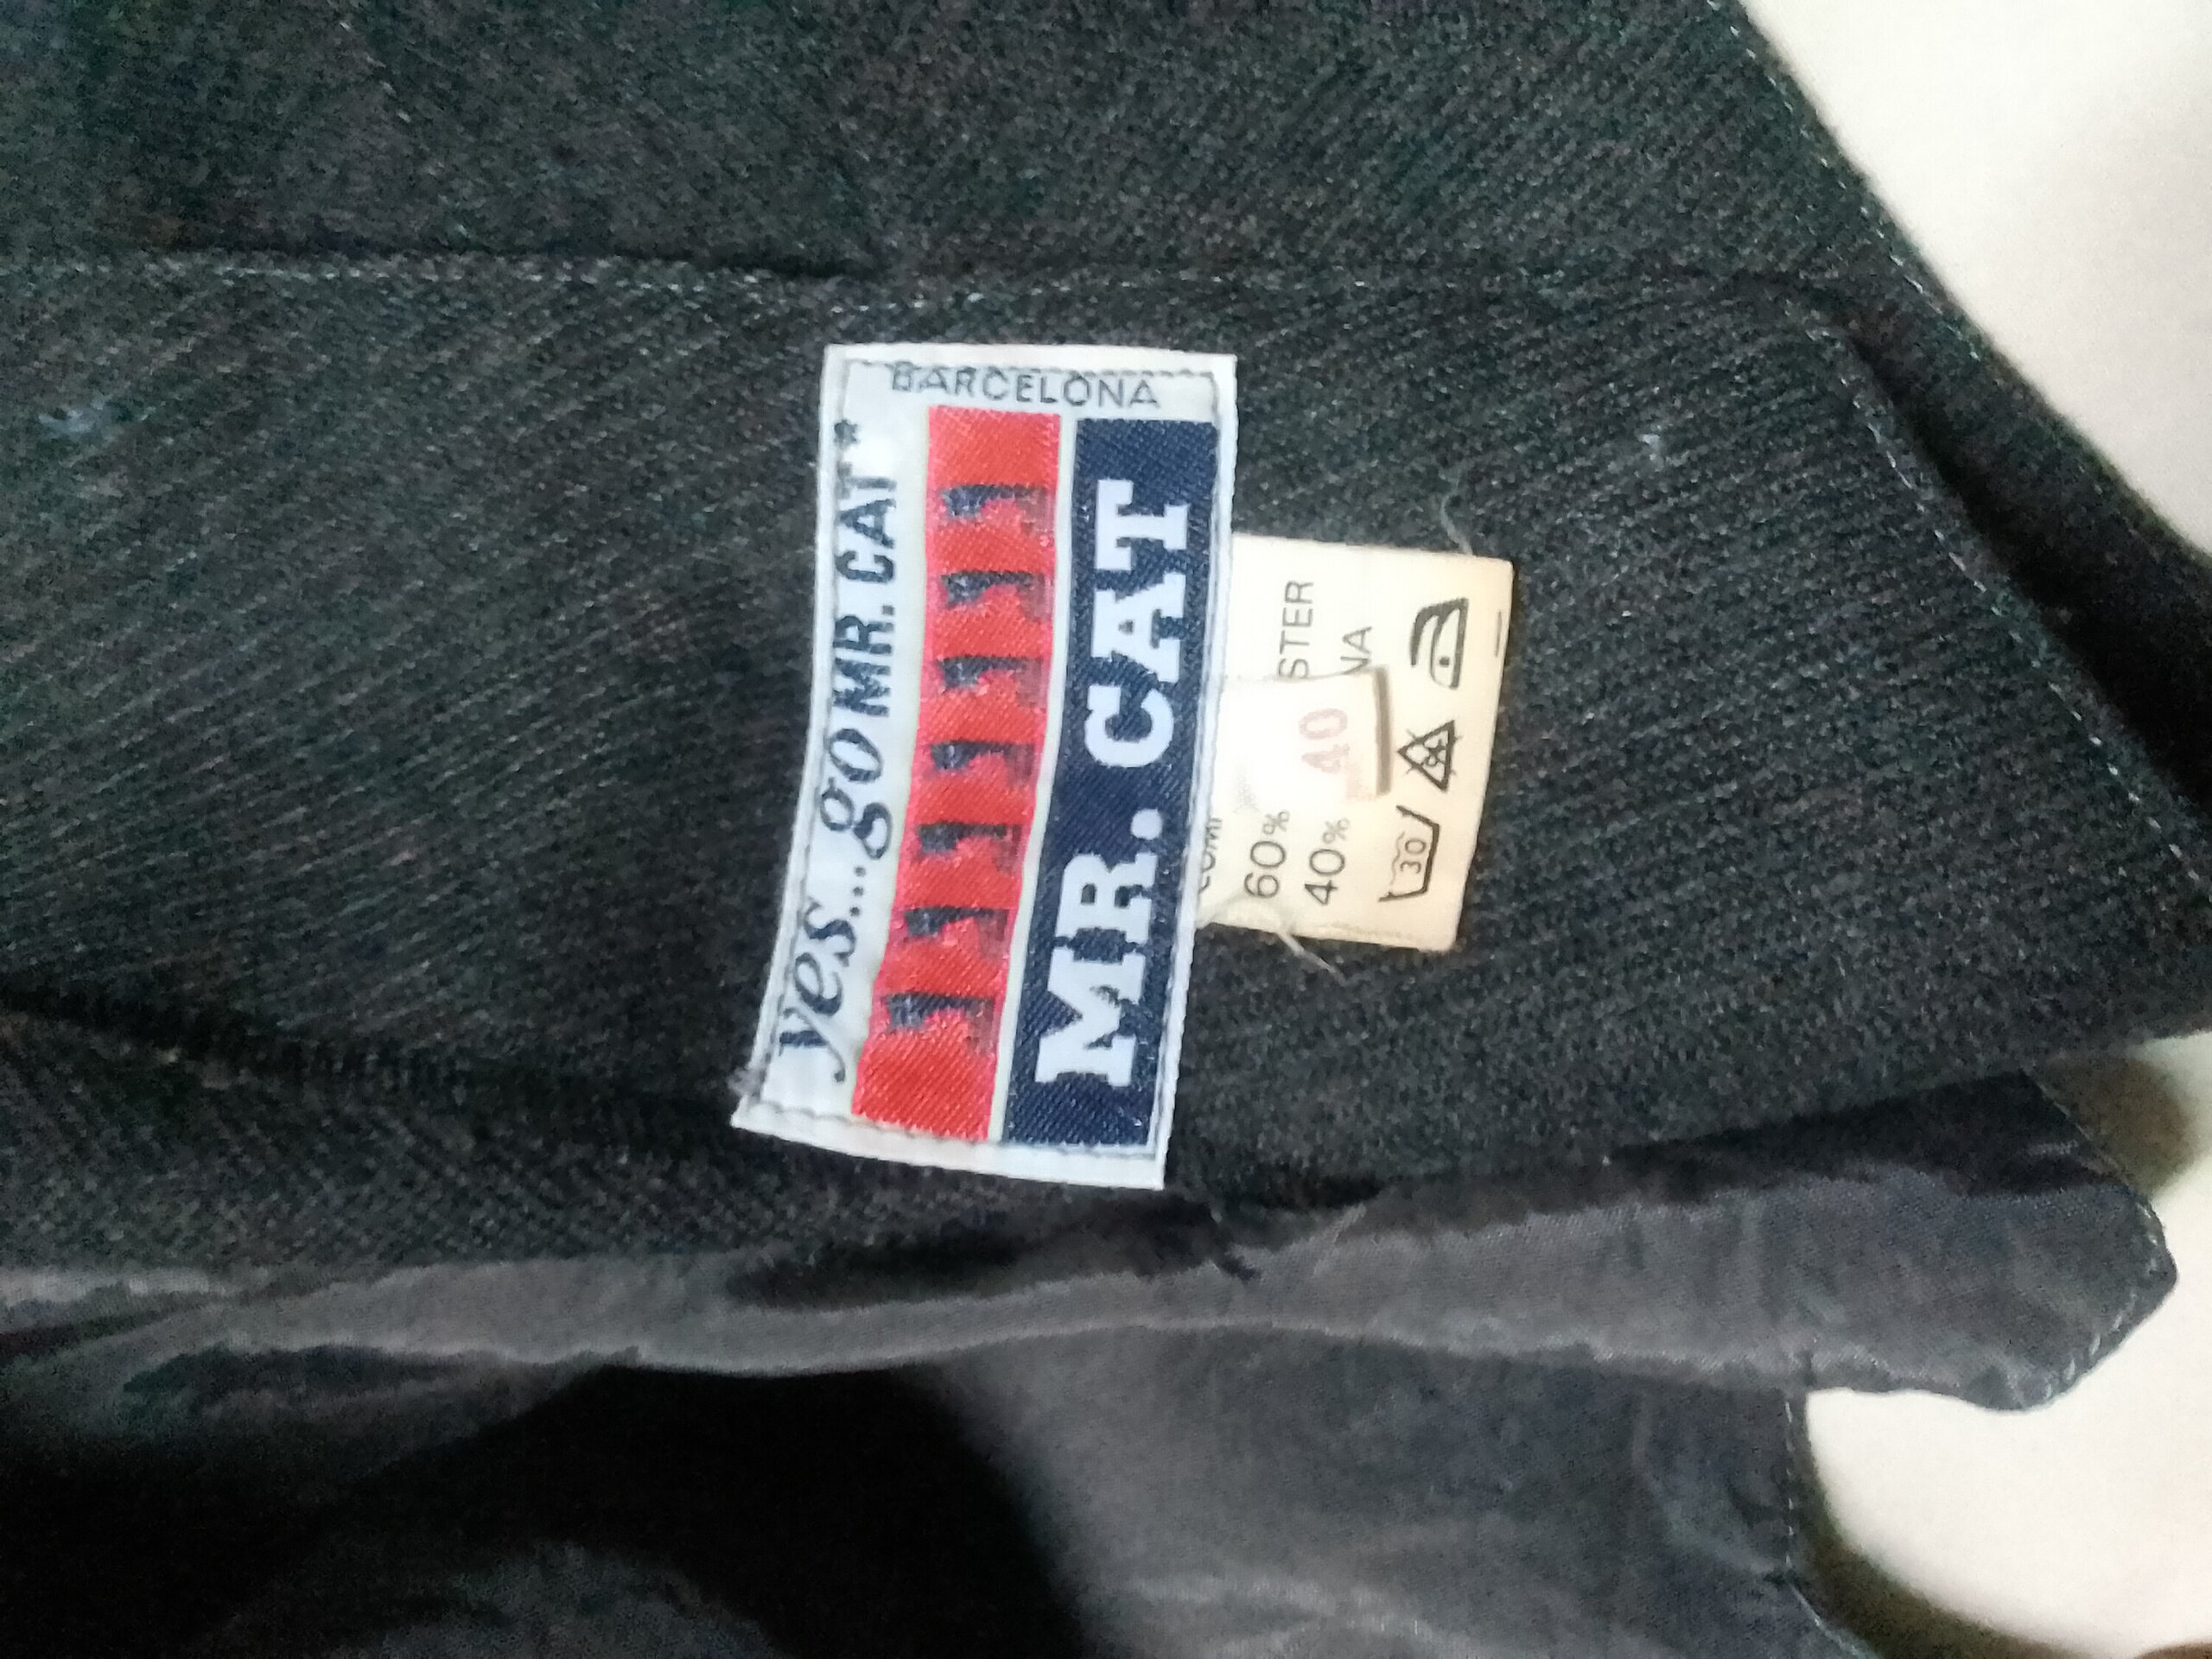 yes...go MR. CAT*
BARCELONA
MR. CAT
60%
STER
40%
NA
40
30